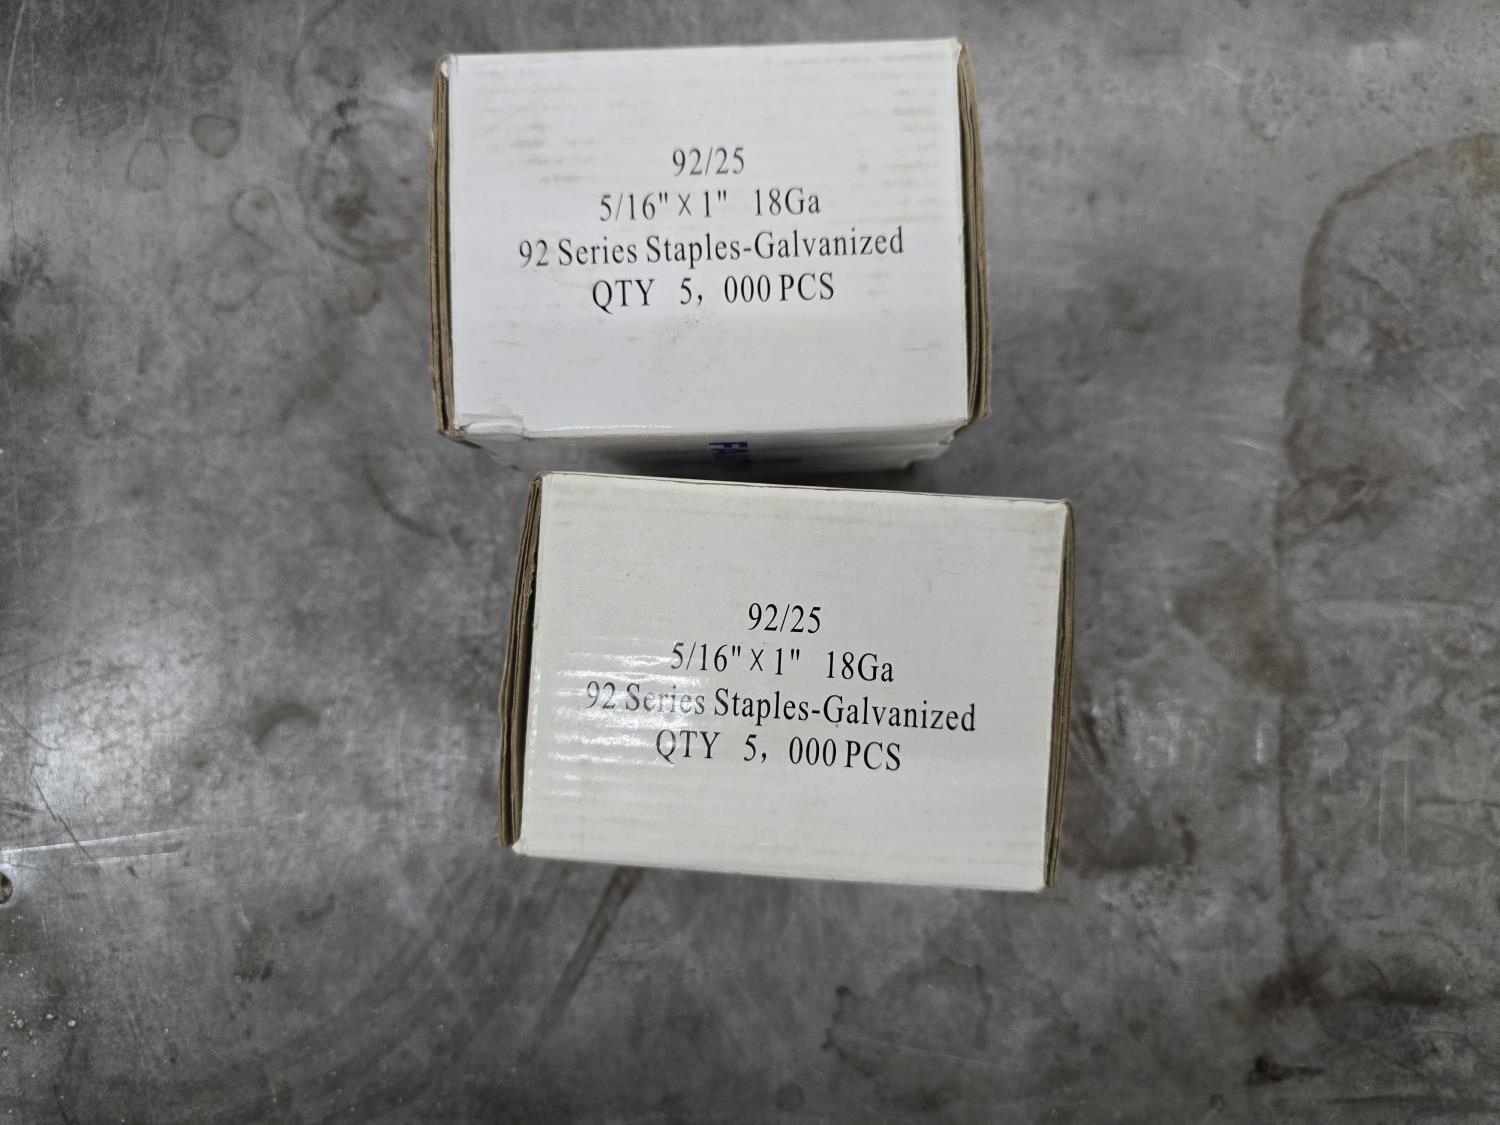 92/25
5/16" X 1" 18Ga
92 Series Staples-Galvanized
QTY 5, 000 PCS
92/25
5/16" X 1" 18Ga
92 Series Staples-Galvanized
QTY 5, 000 PCS